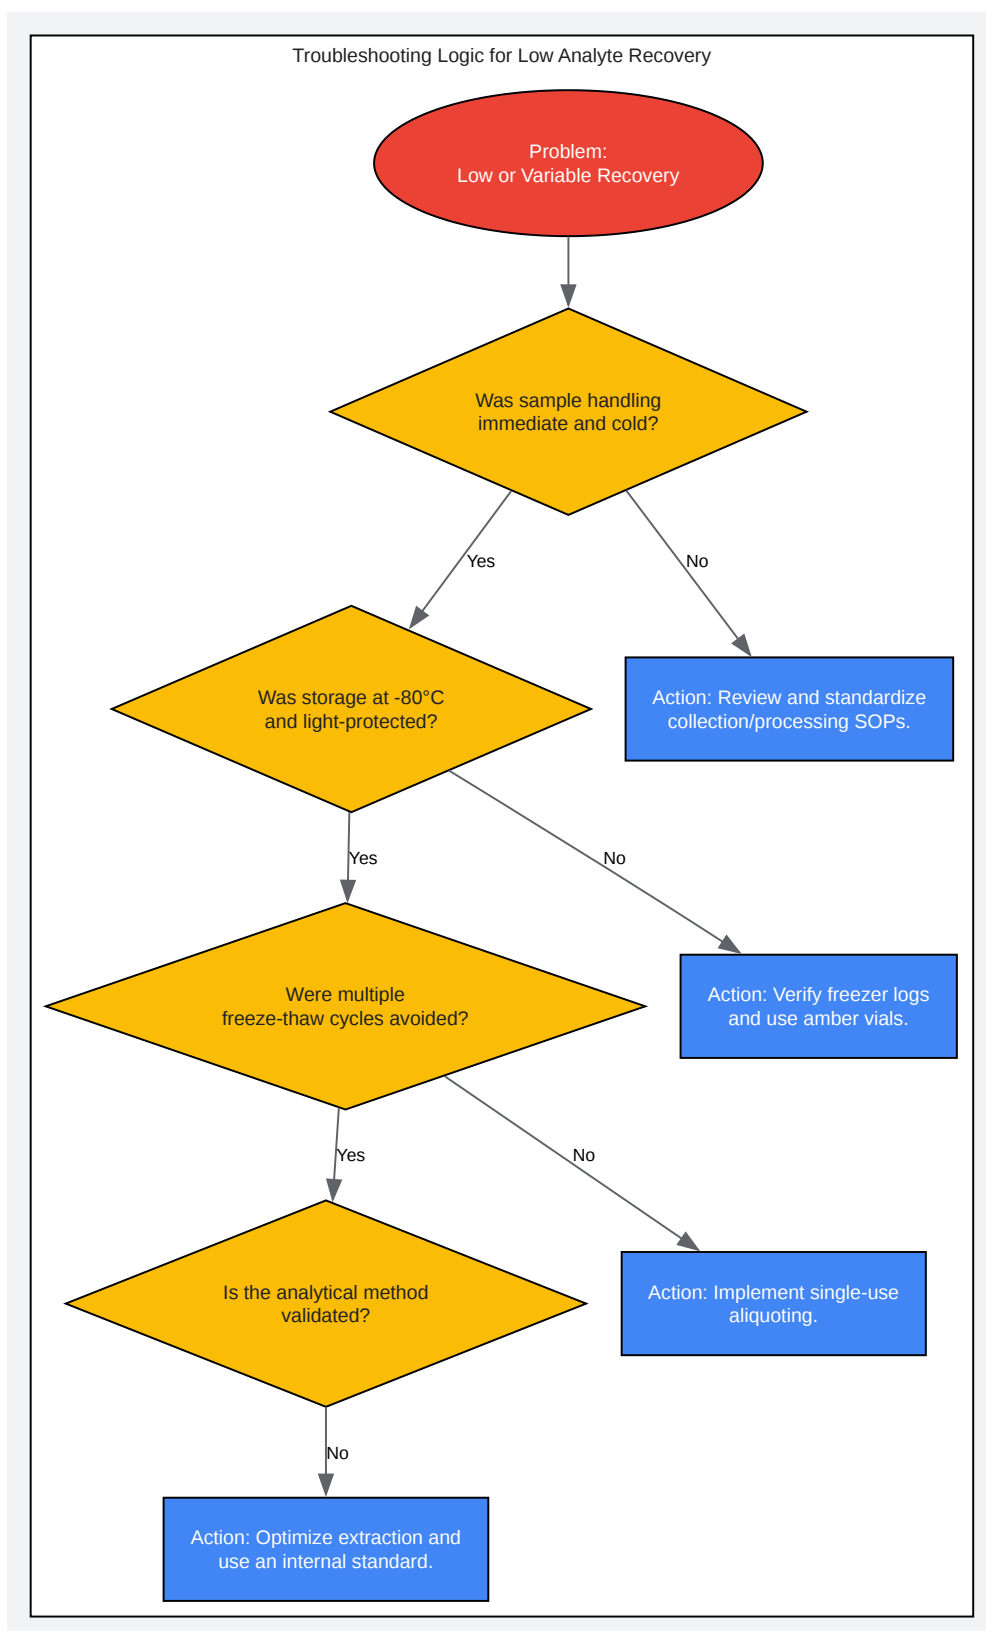 Troubleshooting Logic for Low Analyte Recovery
Problem:
Low or Variable Recovery
Was sample handling
immediate and cold?
Yes
No
Was storage at -80°C
and light-protected?
Action: Review and standardize
collection/processing SOPs.
Yes
No
Were multiple
freeze-thaw cycles avoided?
Action: Verify freezer logs
and use amber vials.
Yes
No
Is the analytical method
validated?
Action: Implement single-use
aliquoting.
No
Action: Optimize extraction and
use an internal standard.